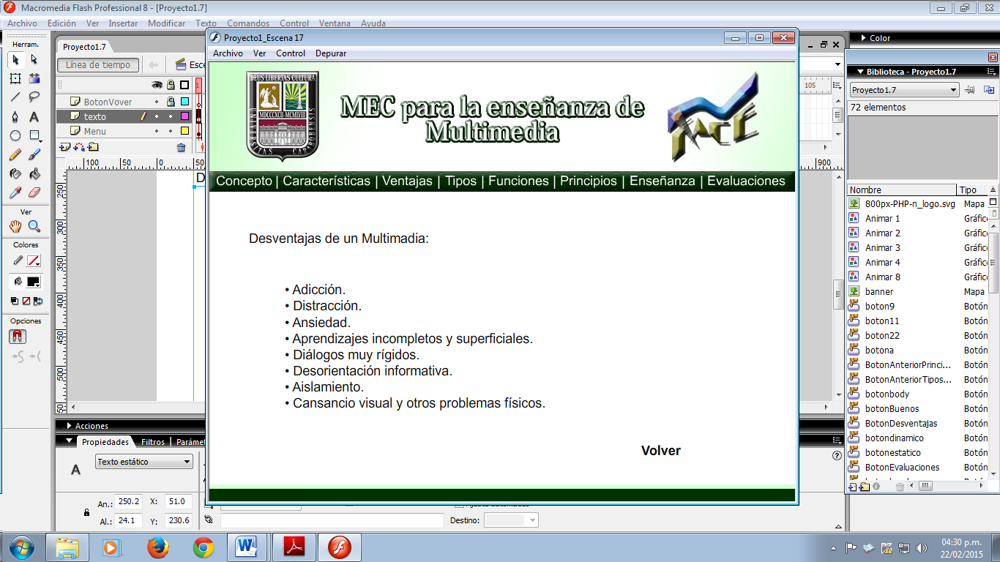 Macromedia Flash Professional 8 - [Proyecto1.7]
Archivo Edición Ver Insertar Modificar Texto Comandos Control Ventana Ayuda
Herram.
Ver
Colores
Opciones
Proyecto1.7
Línea de tiempo
Esce
1
BotonVover
texto
Menu
105
100 50 0 50
900
250
300
350
400
450
500
D
Proyecto1_Escena 17
Archivo Ver Control Depurar
DEUS LIBERTAS CULTURA
MDCCCXCII-MCMLVIII
MEC para la enseñanza de
Multimedia
FACE
Concepto | Características | Ventajas | Tipos | Funciones | Principios | Enseñanza | Evaluaciones
Desventajas de un Multimadia:
• Adicción.
• Distracción.
• Ansiedad.
• Aprendizajes incompletos y superficiales.
• Diálogos muy rígidos.
• Desorientación informativa.
• Aislamiento.
• Cansancio visual y otros problemas físicos.
Volver
Acciones
Propiedades Filtros Paráme
A
Texto estático
An.: 250.2 X: 51.0
Al.: 24.1 Y: 230.6
Destino:
Color
Biblioteca - Proyecto1.7
Proyecto1.7
72 elementos
Nombre Tipo
800px-PHP-n_logo.svg Mapa
Animar 1 Gráfic
Animar 2 Gráfic
Animar 3 Gráfic
Animar 4 Gráfic
Animar 8 Gráfic
banner Mapa
boton9 Botón
boton11 Botón
boton22 Botón
botona Botón
BotonAnteriorPrinci... Botón
BotonAnteriorTipos... Botón
botonbody Botón
botonBuenos Botón
BotonDesventajas Botón
botondinamico Botón
botonestatico Botón
BotonEvaluaciones Botón
04:30 p.m.
22/02/2015